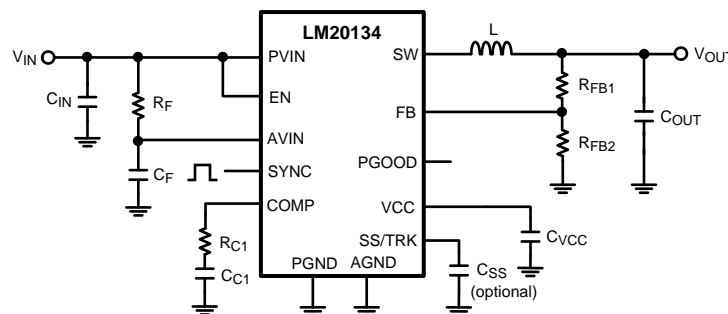 LM20134
VIN
PVIN
SW
L
VOUT
EN
CIN
RF
RFB1
FB
COUT
AVIN
RFB2
CF
SYNC
PGOOD
COMP
VCC
RC1
SS/TRK
CVCC
CC1
PGND
AGND
CSS
(optional)